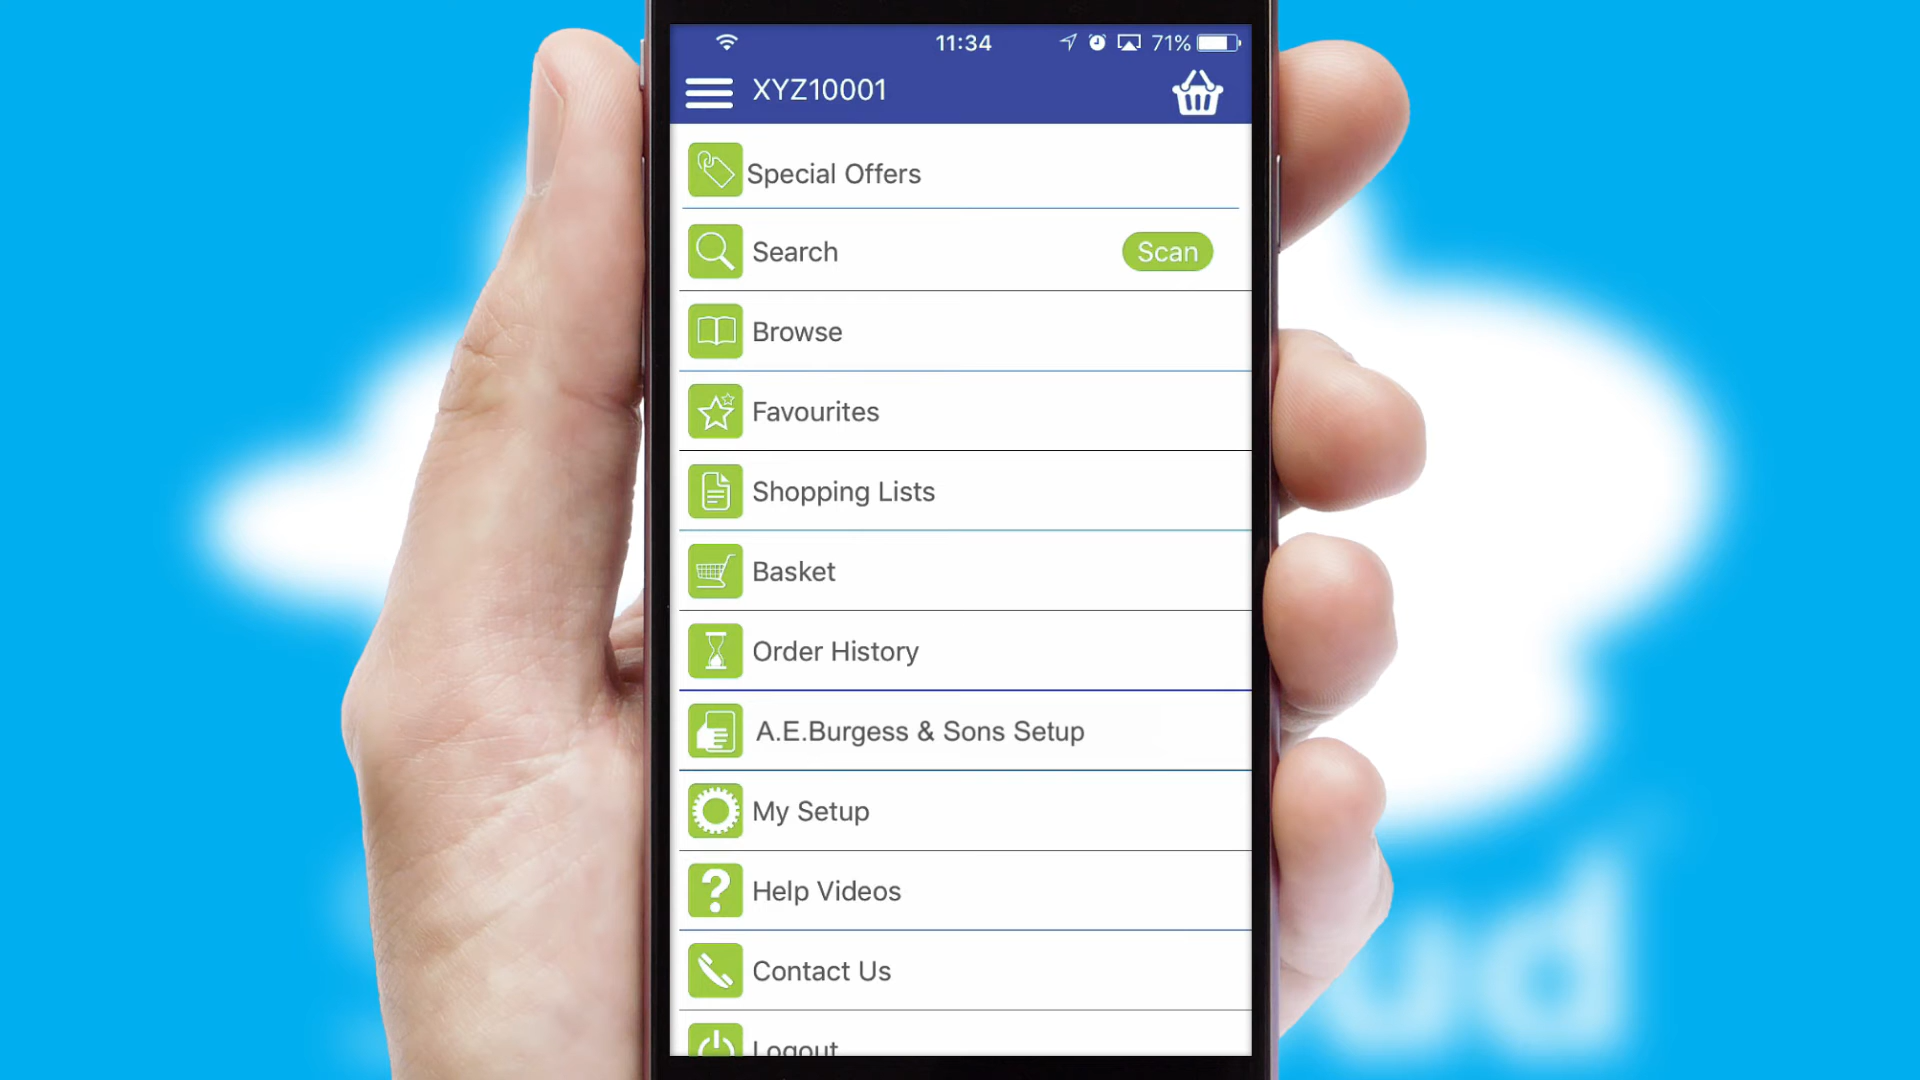 11:34
71%
XYZ10001
Special Offers
Search
Scan
Browse
Favourites
Shopping Lists
Basket
Order History
A.E.Burgess & Sons Setup
My Setup
Help Videos
Contact Us
Logout